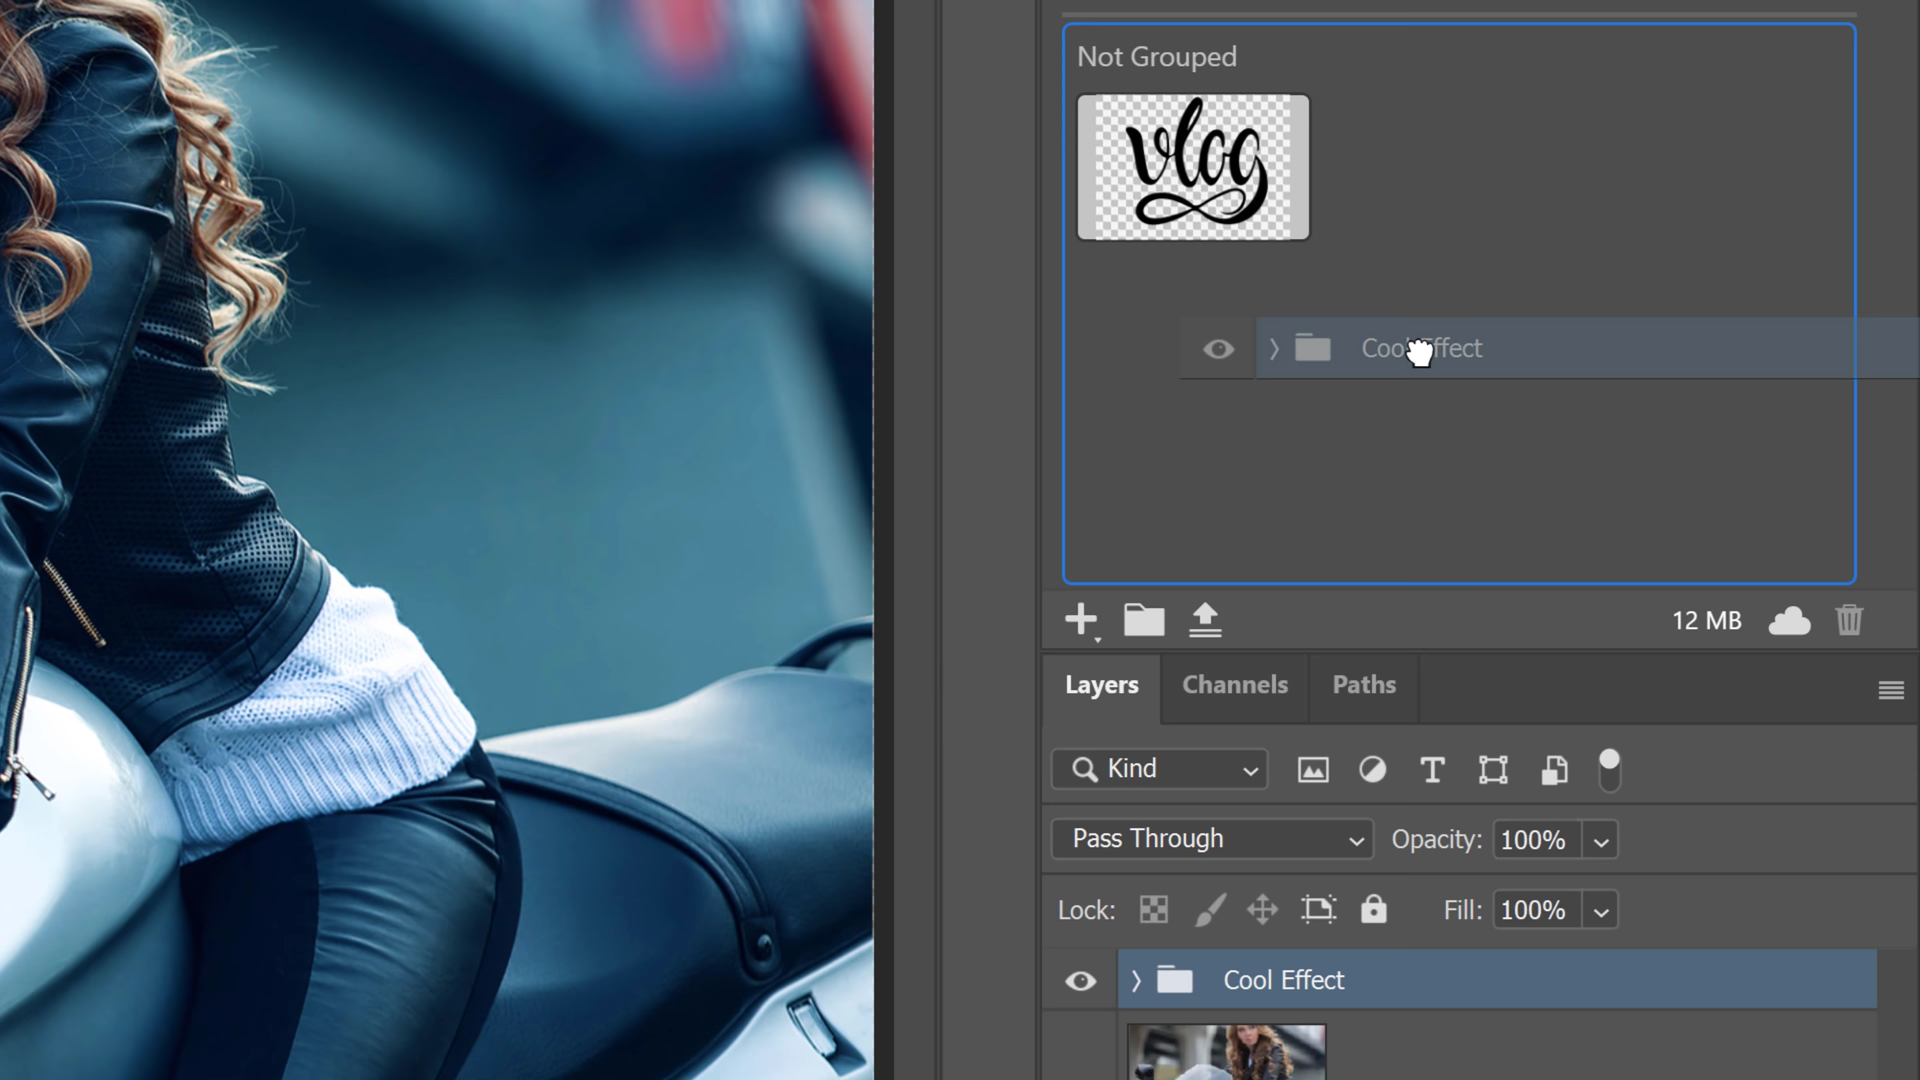 Not Grouped
vlog
Cool Effect
12 MB
Layers Channels Paths
Kind
Pass Through Opacity: 100%
Lock: Fill: 100%
Cool Effect